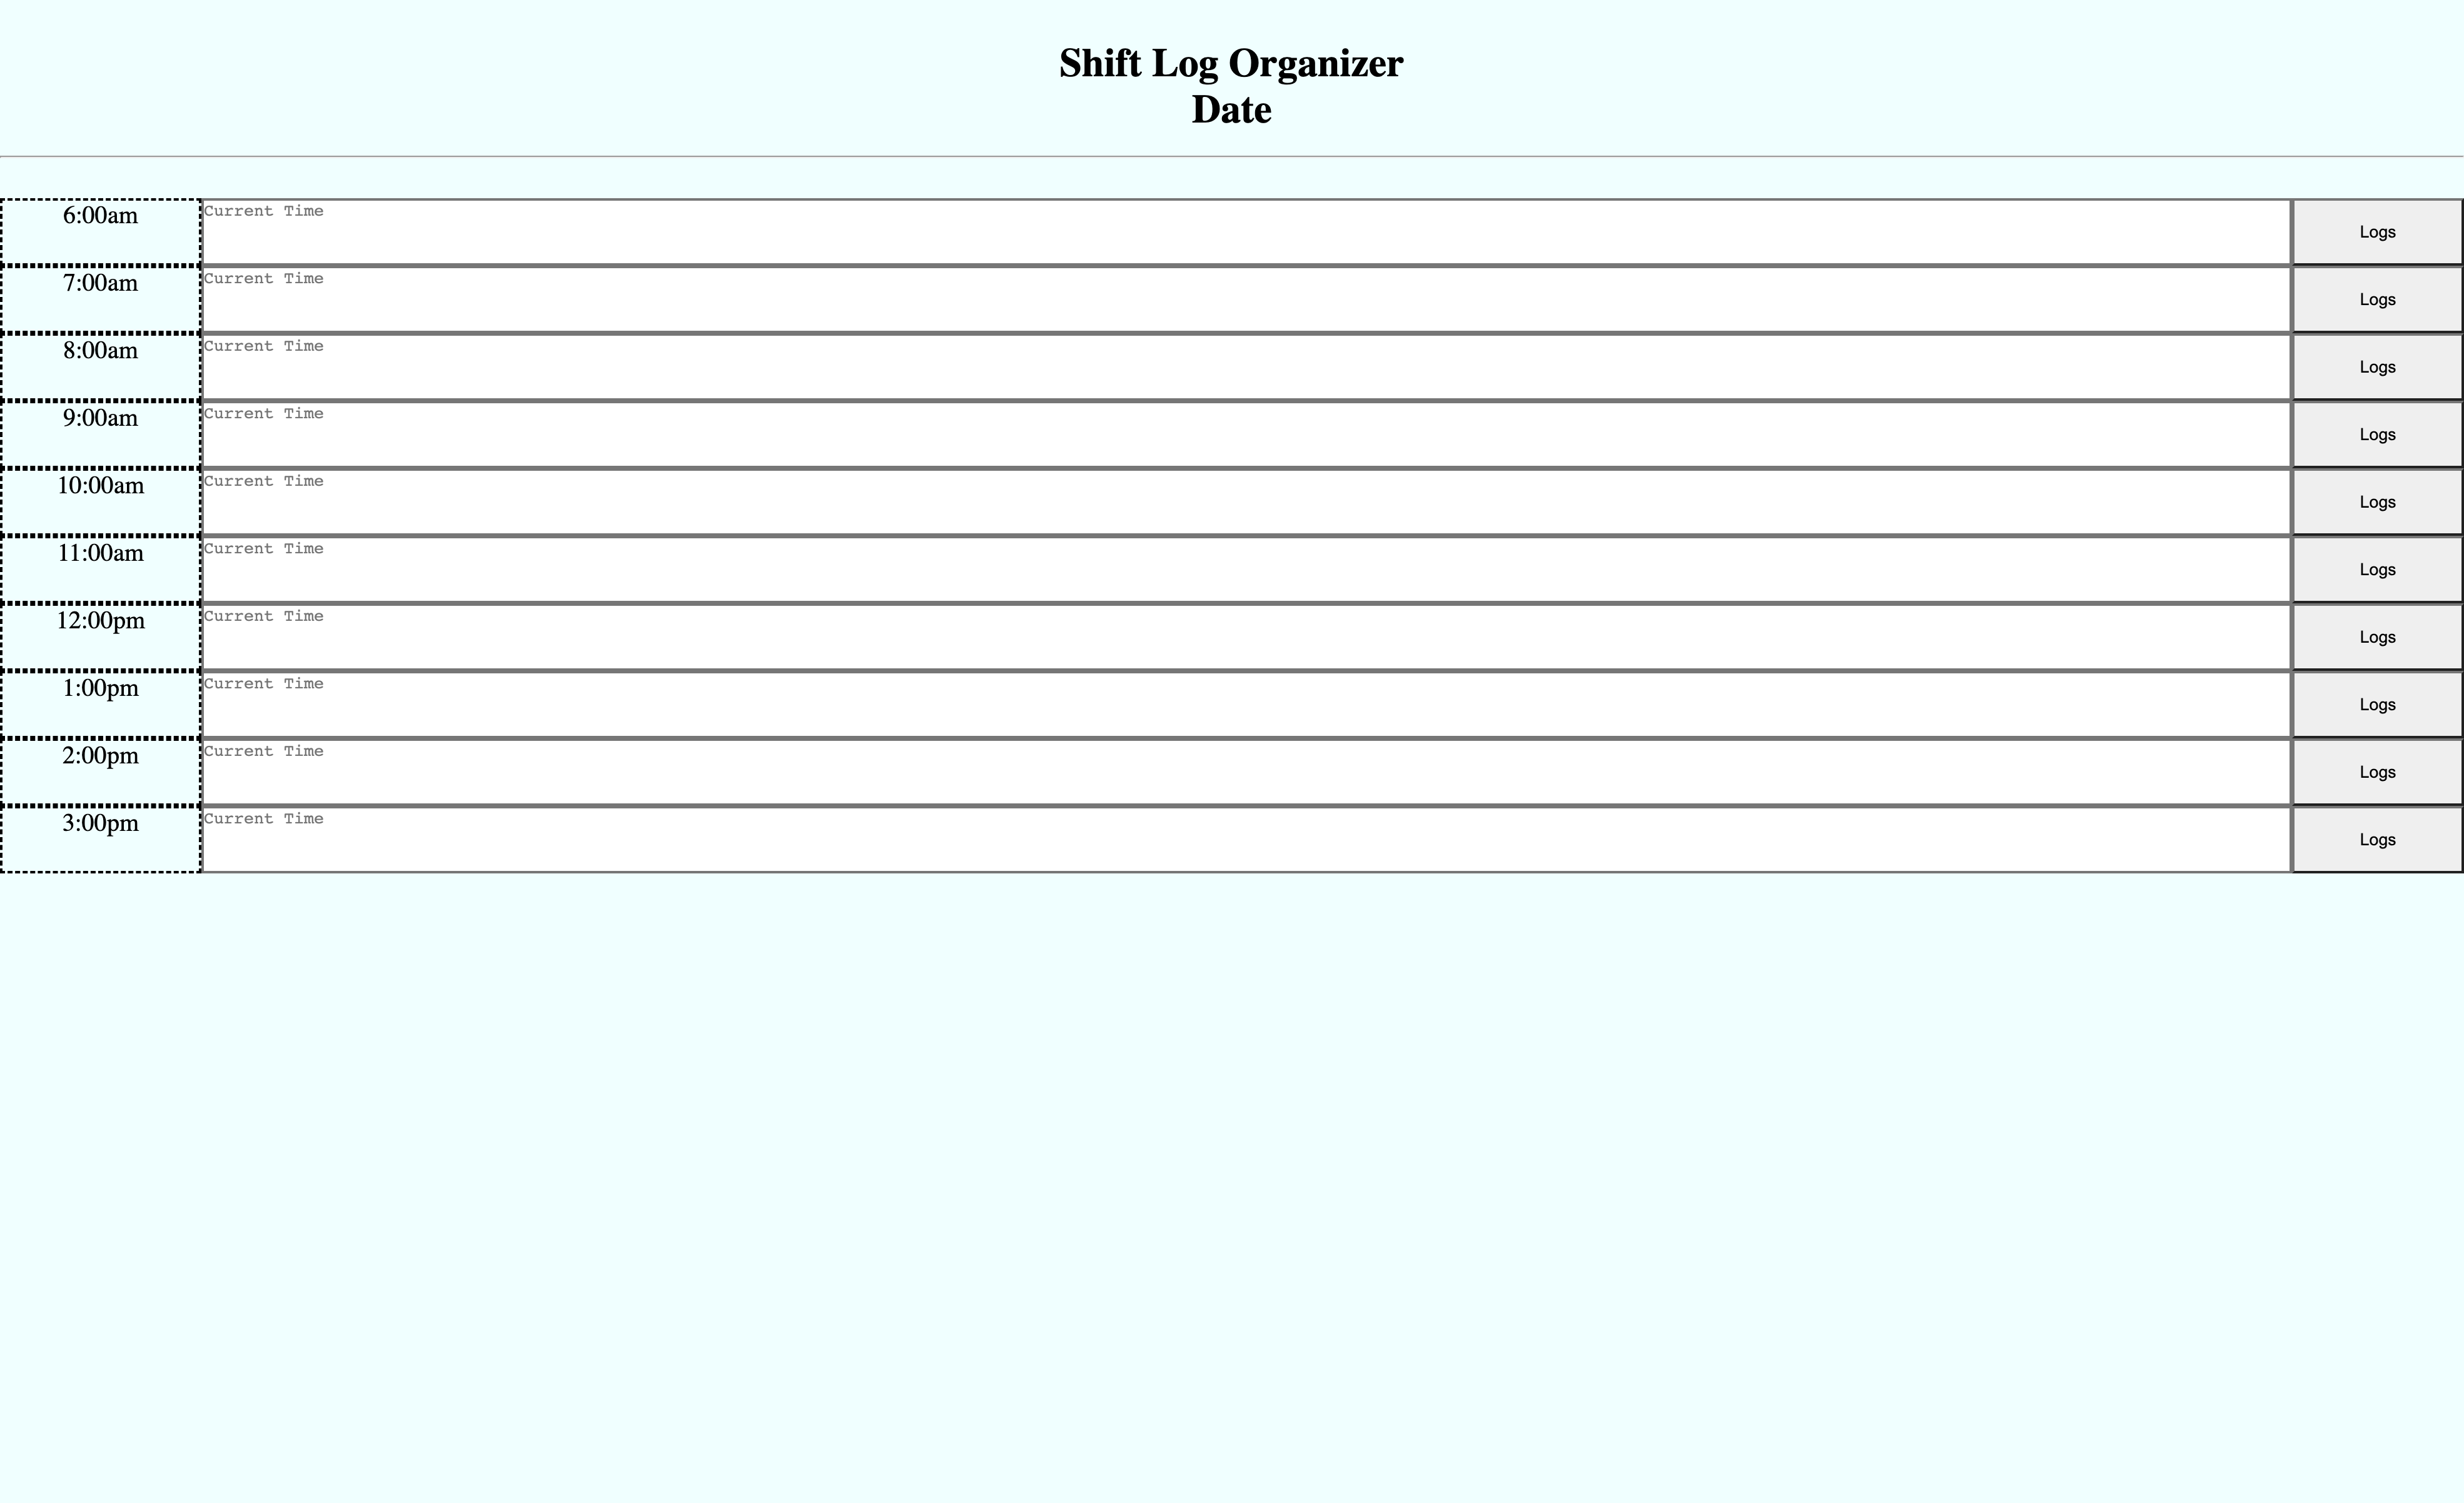 Shift Log Organizer
Date
6:00am Current Time Logs
7:00am Current Time Logs
8:00am Current Time Logs
9:00am Current Time Logs
10:00am Current Time Logs
11:00am Current Time Logs
12:00pm Current Time Logs
1:00pm Current Time Logs
2:00pm Current Time Logs
3:00pm Current Time Logs